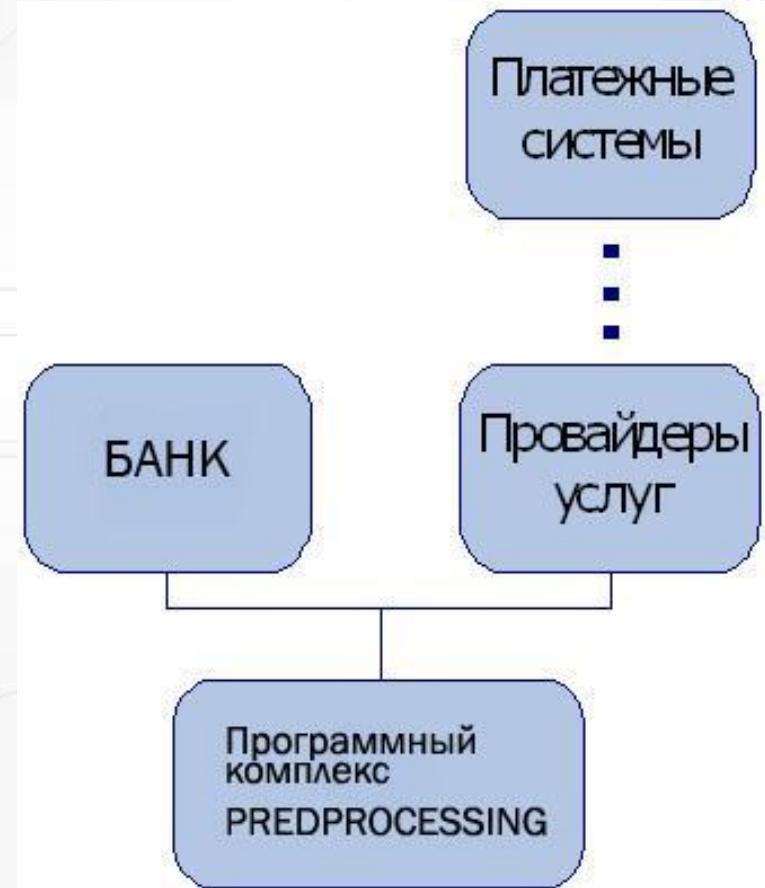 Платежные
системы
БАНК
Провайдеры
услуг
Программный
комплекс
PREDPROCESSING